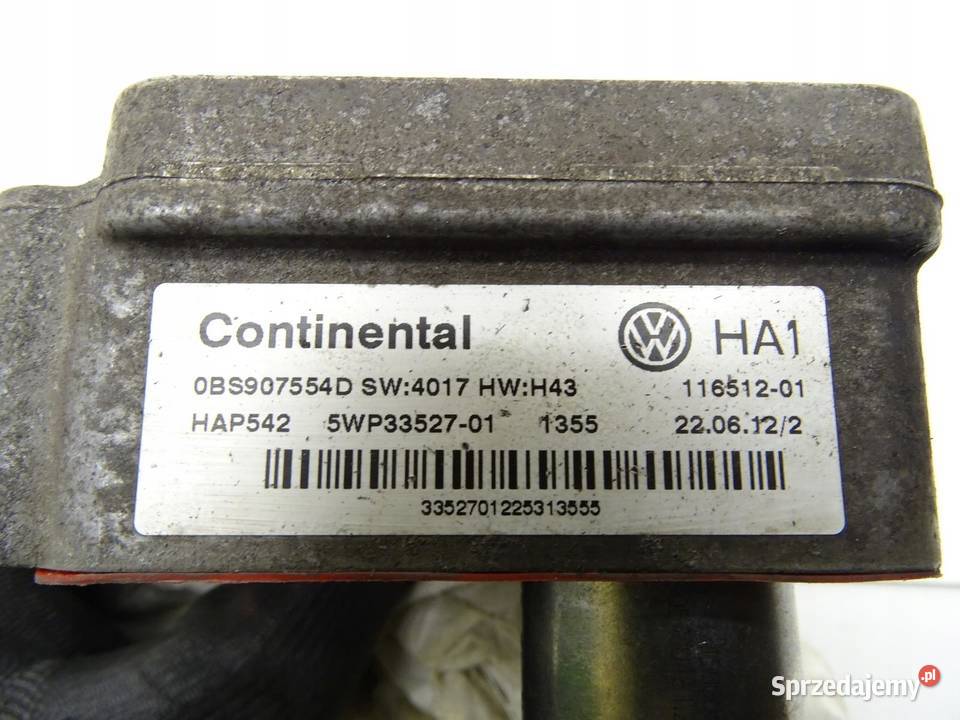 Continental
VW HA1
0BS907554D SW:4017 HW:H43 116512-01
HAP542 5WP33527-01 1355 22.06.12/2
3352701225313555
Sprzedajemy.pl